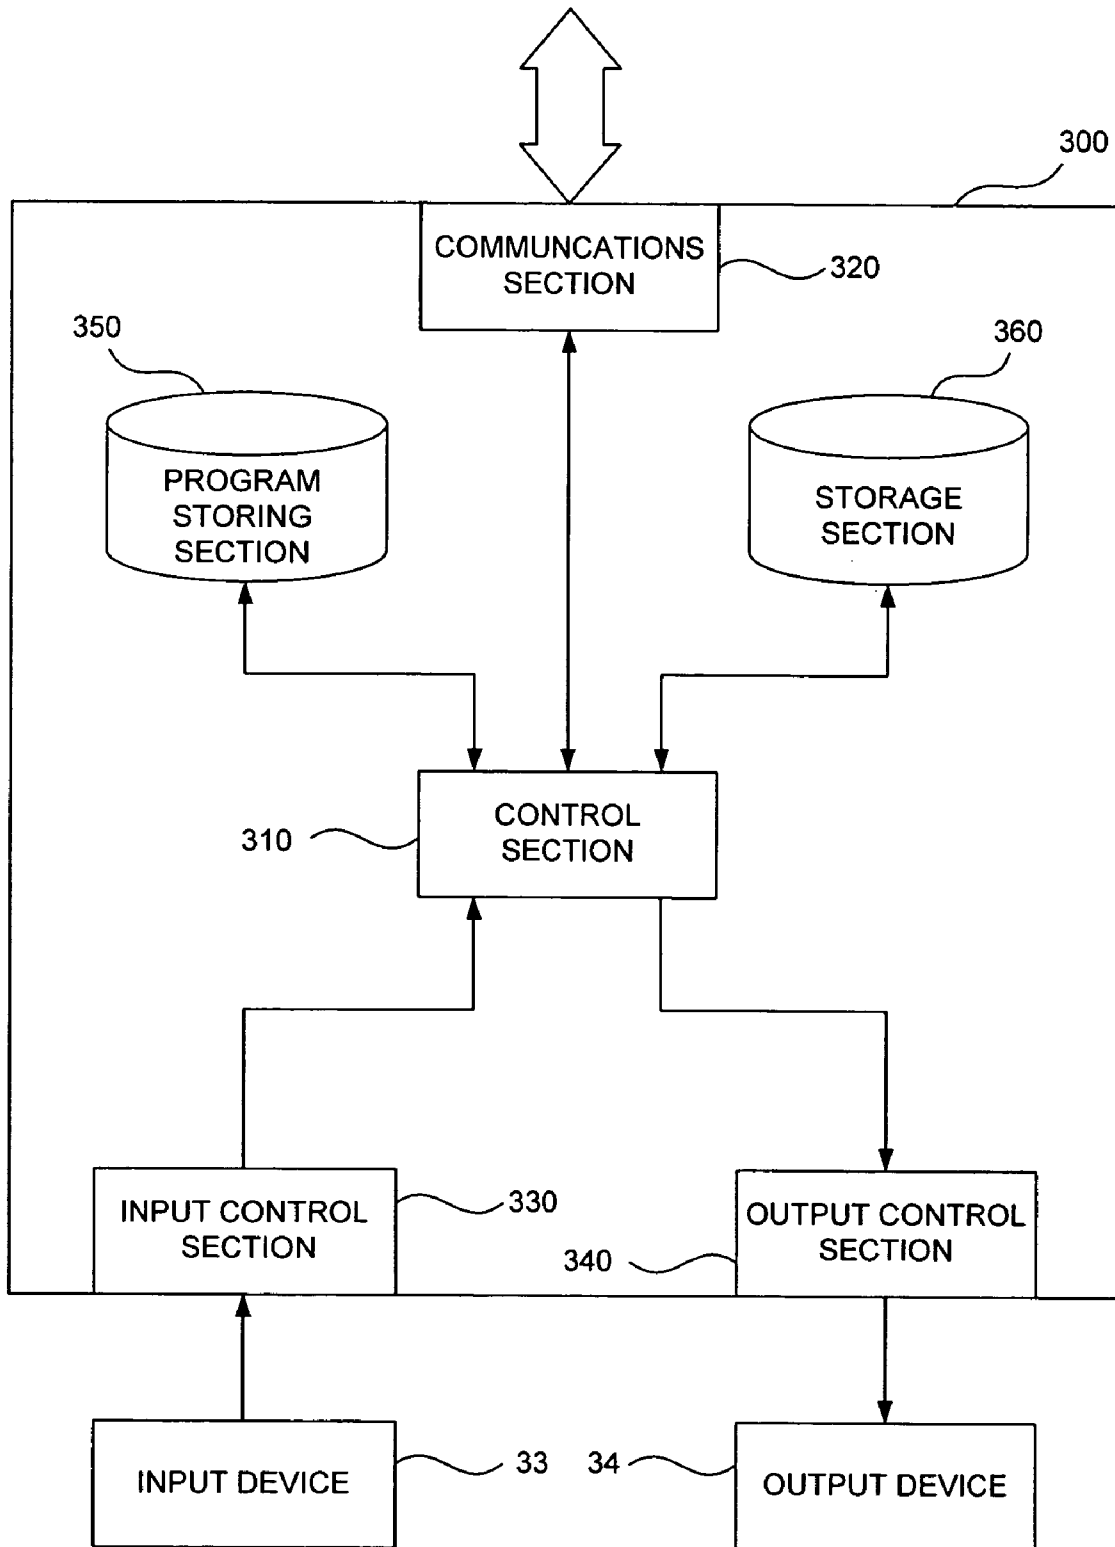 300
COMMUNCATIONS
SECTION
320
350
360
PROGRAM
STORING
SECTION
STORAGE
SECTION
CONTROL
SECTION
310
INPUT CONTROL
SECTION
330
OUTPUT CONTROL
SECTION
340
INPUT DEVICE
33
34
OUTPUT DEVICE